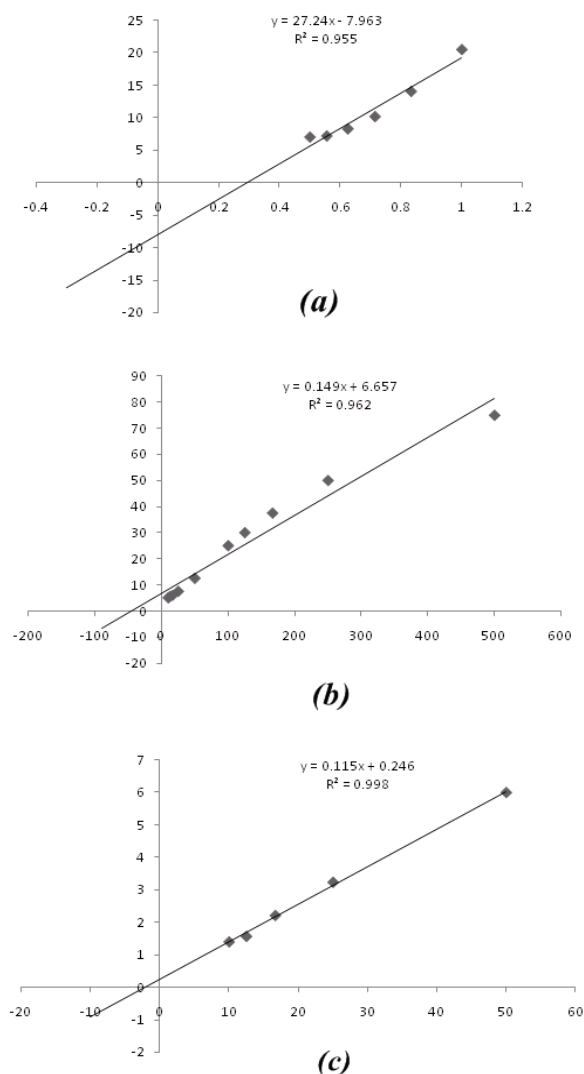 y = 27.24x - 7.963
R² = 0.955
25
20
15
10
5
0
-5
-10
-15
-20
-0.4 -0.2 0 0.2 0.4 0.6 0.8 1 1.2
(a)
y = 0.149x + 6.657
R² = 0.962
90
80
70
60
50
40
30
20
10
0
-10
-20
-200 -100 0 100 200 300 400 500 600
(b)
y = 0.115x + 0.246
R² = 0.998
7
6
5
4
3
2
1
0
-1
-2
-20 -10 0 10 20 30 40 50 60
(c)